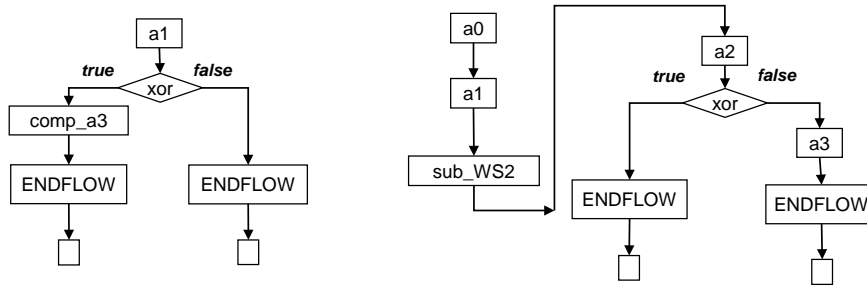 a1
true
false
xor
comp_a3
ENDFLOW
ENDFLOW
a0
a1
sub_WS2
a2
true
false
xor
a3
ENDFLOW
ENDFLOW